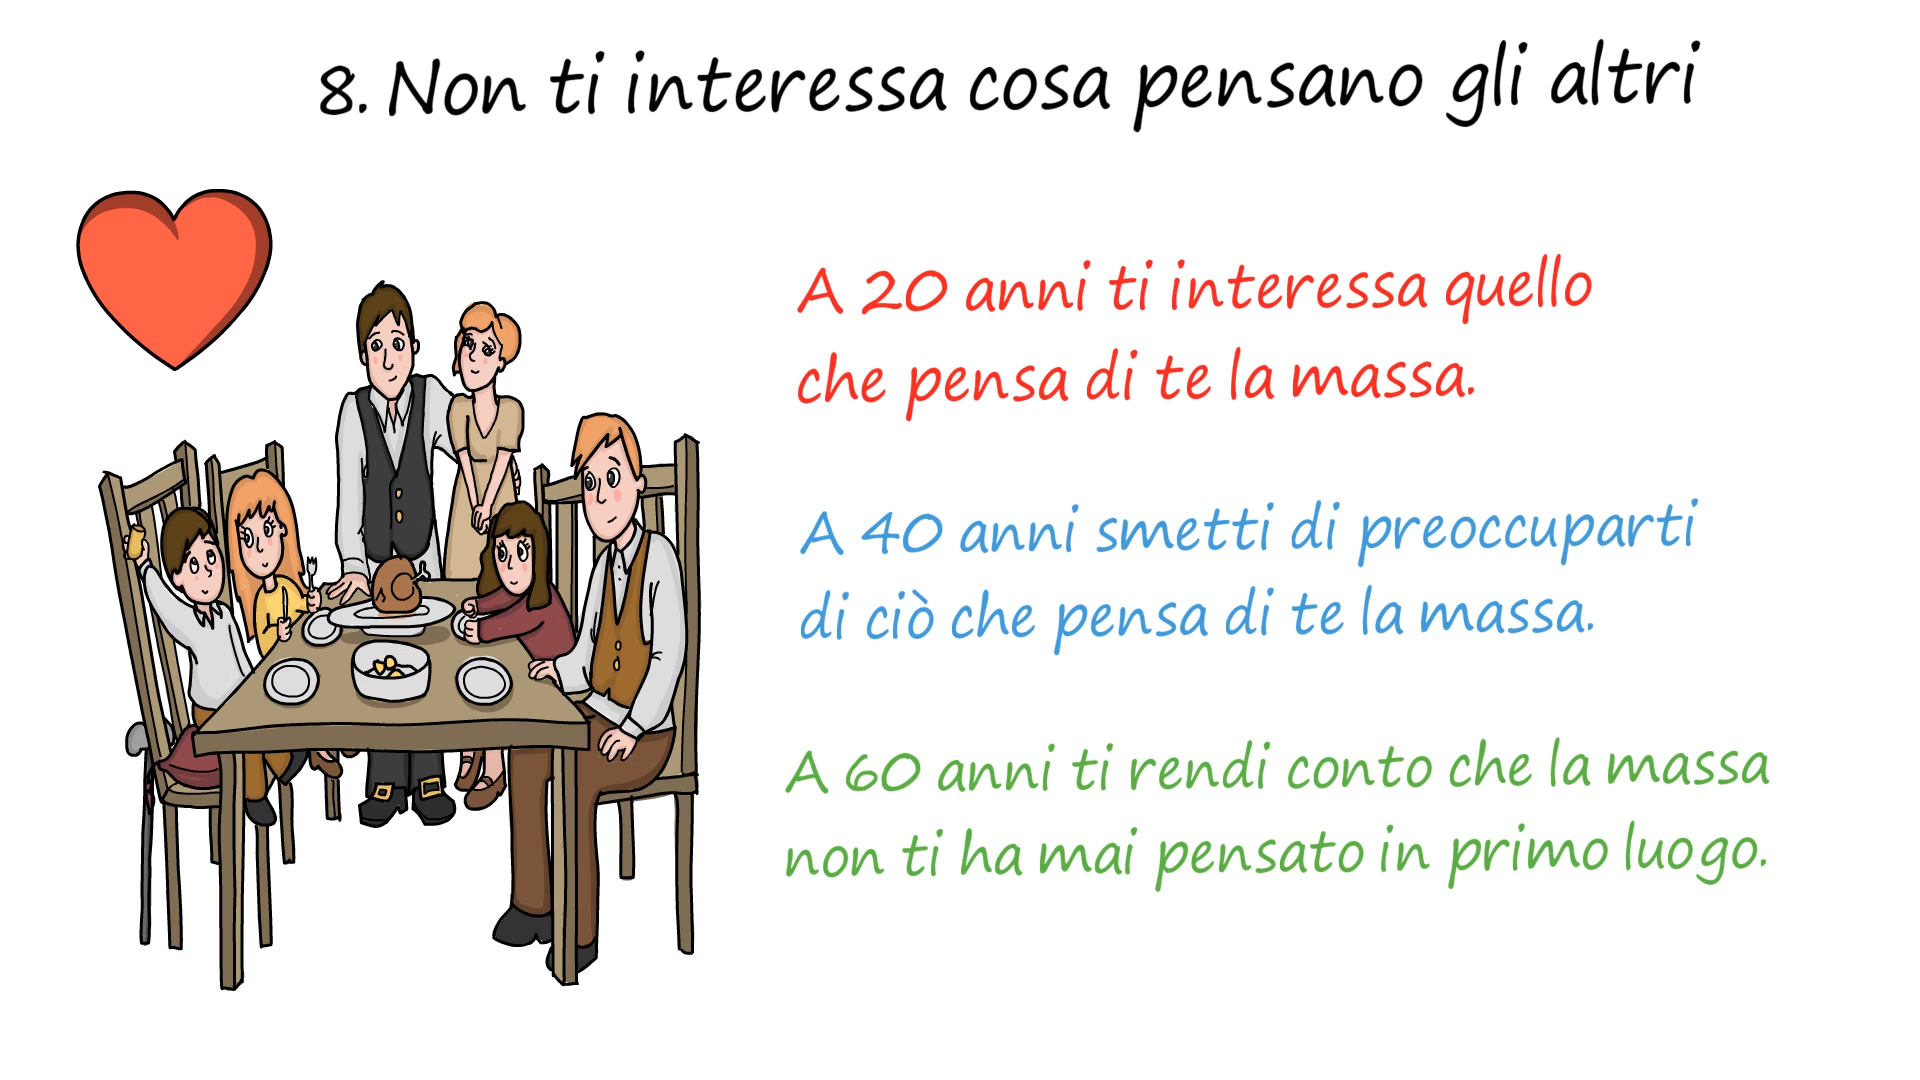 8. Non ti interessa cosa pensano gli altri
A 20 anni ti interessa quello
che pensa di te la massa.
A 40 anni smetti di preoccuparti
di ciò che pensa di te la massa.
A 60 anni ti rendi conto che la massa
non ti ha mai pensato in primo luogo.